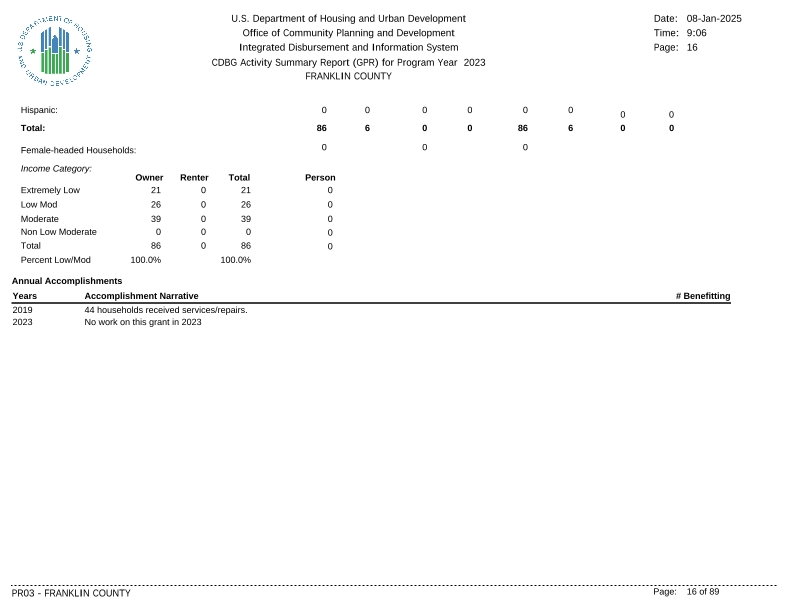 U.S. DEPARTMENT OF HOUSING AND URBAN DEVELOPMENT
U.S. Department of Housing and Urban Development
Office of Community Planning and Development
Integrated Disbursement and Information System
CDBG Activity Summary Report (GPR) for Program Year 2023
FRANKLIN COUNTY
Date: 08-Jan-2025
Time: 9:06
Page: 16
Hispanic: 0 0 0 0 0 0 0 0
Total: 86 6 0 0 86 6 0 0
Female-headed Households: 0 0 0
Income Category:
Owner Renter Total Person
Extremely Low 21 0 21 0
Low Mod 26 0 26 0
Moderate 39 0 39 0
Non Low Moderate 0 0 0 0
Total 86 0 86 0
Percent Low/Mod 100.0% 100.0%
Annual Accomplishments
Years Accomplishment Narrative # Benefitting
2019 44 households received services/repairs.
2023 No work on this grant in 2023
PR03 - FRANKLIN COUNTY Page: 16 of 89